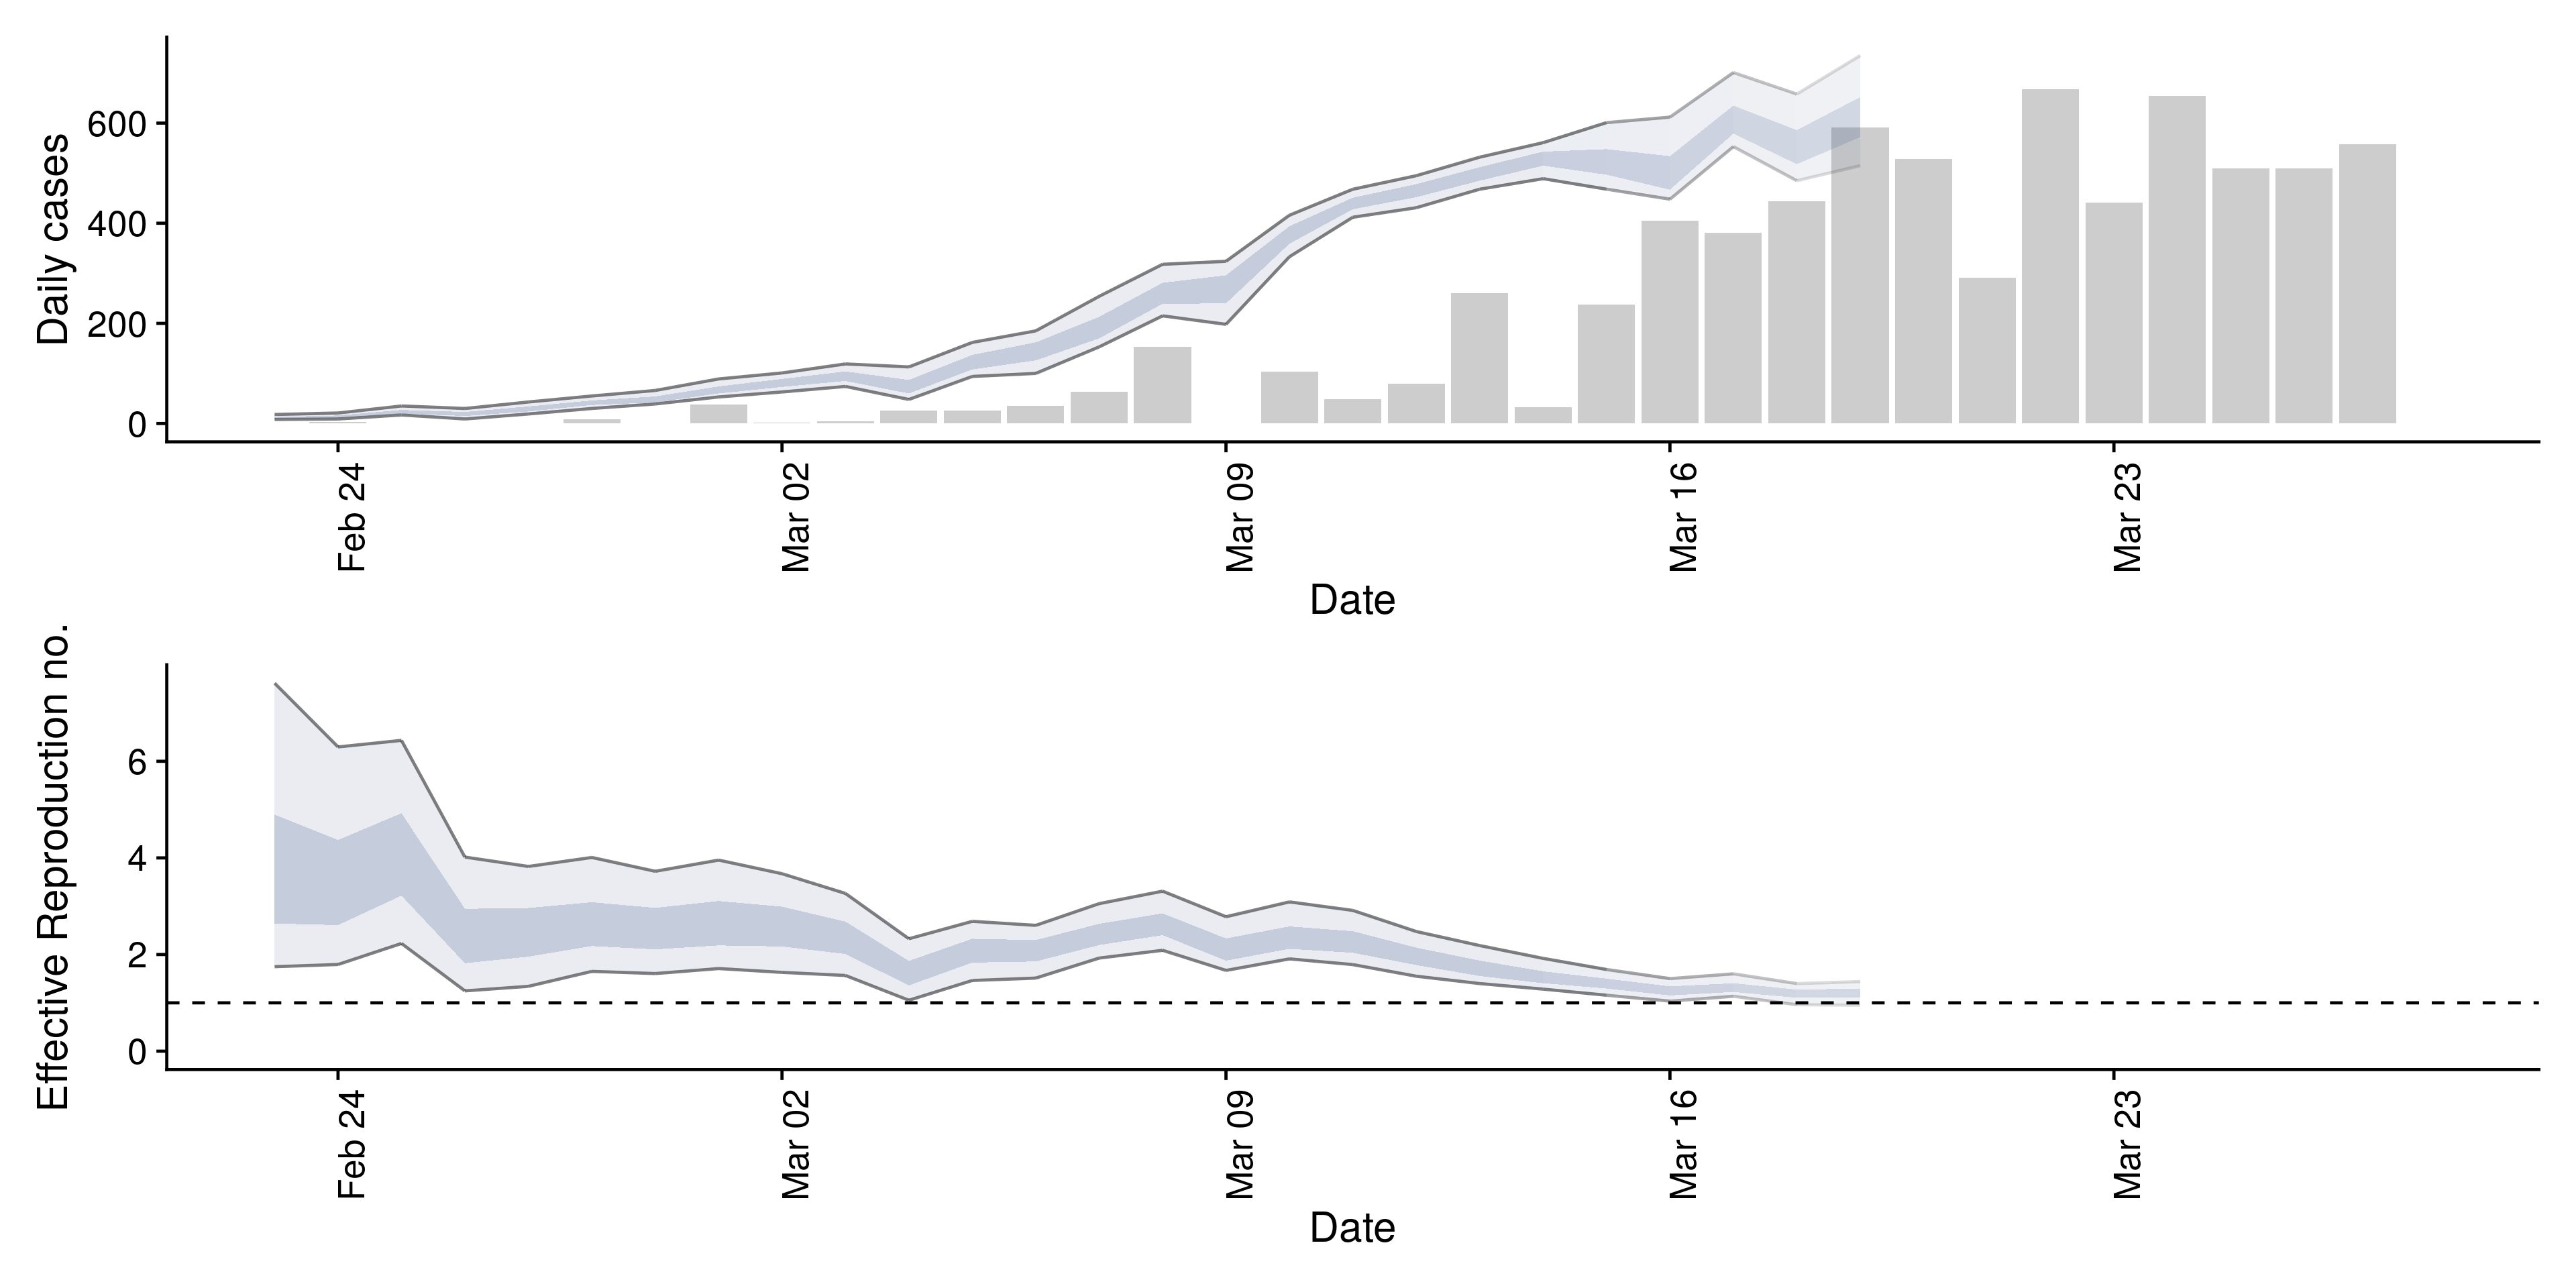 Daily cases
600
400
200
0
Feb 24
Mar 02
Mar 09
Mar 16
Mar 23
Date
Effective Reproduction no.
6
4
2
0
Feb 24
Mar 02
Mar 09
Mar 16
Mar 23
Date